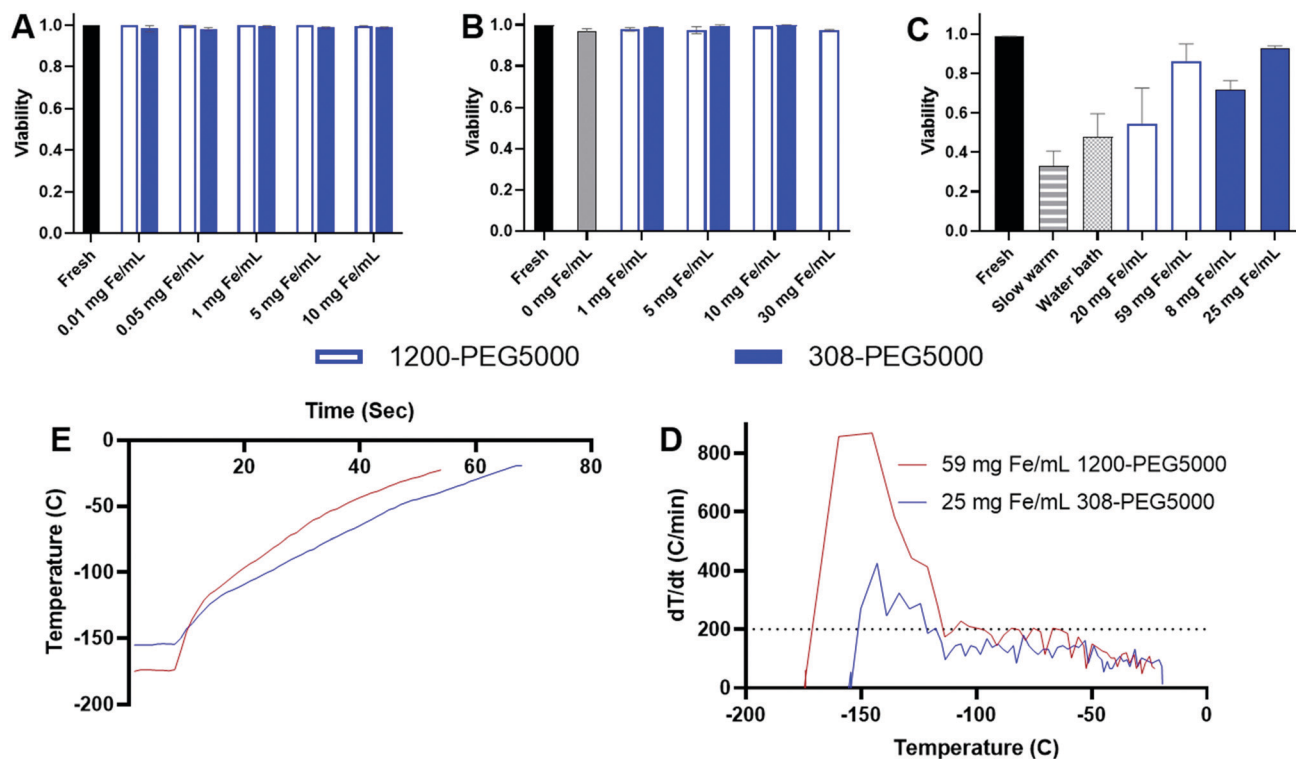 A
Viability
1.0
0.8
0.6
0.4
0.2
0.0
Fresh
0.01 mg Fe/mL
0.05 mg Fe/mL
1 mg Fe/mL
5 mg Fe/mL
10 mg Fe/mL
B
Viability
1.0
0.8
0.6
0.4
0.2
0.0
Fresh
0 mg Fe/mL
1 mg Fe/mL
5 mg Fe/mL
10 mg Fe/mL
30 mg Fe/mL
C
Viability
1.0
0.8
0.6
0.4
0.2
0.0
Fresh
Slow warm
Water bath
20 mg Fe/mL
59 mg Fe/mL
8 mg Fe/mL
25 mg Fe/mL
1200-PEG5000
308-PEG5000
E
Time (Sec)
20
40
60
80
Temperature (C)
0
-50
-100
-150
-200
D
59 mg Fe/mL 1200-PEG5000
25 mg Fe/mL 308-PEG5000
dT/dt (C/min)
800
600
400
200
0
-200
-150
-100
-50
0
Temperature (C)